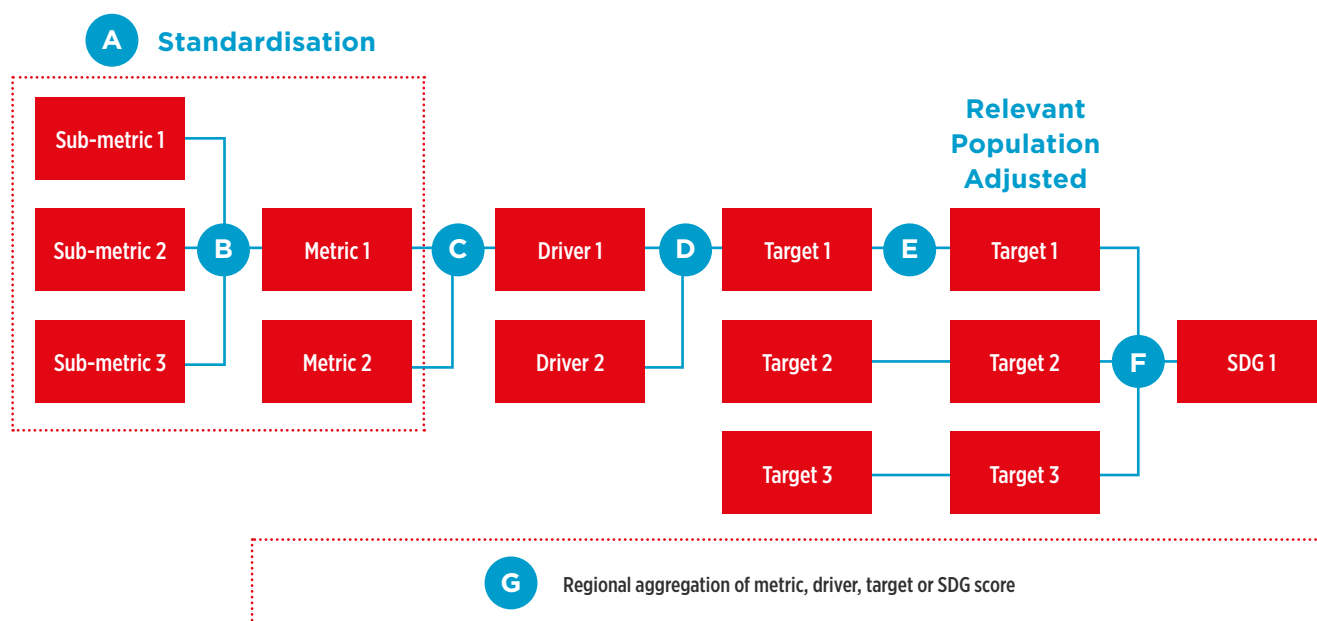 A Standardisation
Sub-metric 1
Relevant
Population
Adjusted
Sub-metric 2
B
Metric 1
C
Driver 1
D
Target 1
E
Target 1
Sub-metric 3
Metric 2
Driver 2
Target 2
Target 2
F
SDG 1
Target 3
Target 3
G Regional aggregation of metric, driver, target or SDG score